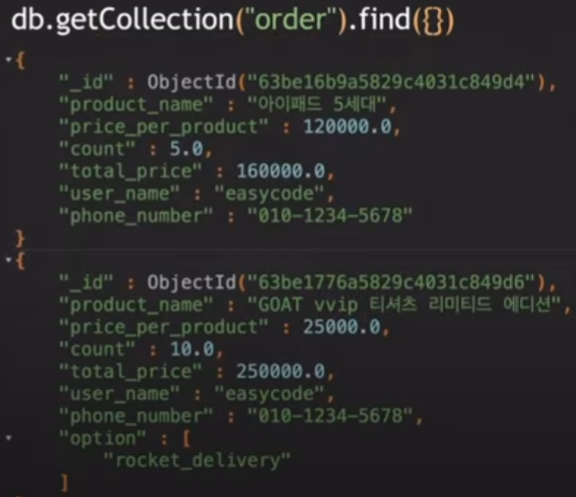 db.getCollection("order").find({})
{
"_id" : ObjectId("63be16b9a5829c4031c849d4"),
"product_name" : "아이패드 5세대",
"price_per_product" : 120000.0,
"count" : 5.0,
"total_price" : 160000.0,
"user_name" : "easycode",
"phone_number" : "010-1234-5678"
}
{
"_id" : ObjectId("63be1776a5829c4031c849d6"),
"product_name" : "GOAT vvip 티셔츠 리미티드 에디션",
"price_per_product" : 25000.0,
"count" : 10.0,
"total_price" : 250000.0,
"user_name" : "easycode",
"phone_number" : "010-1234-5678",
"option" : [
"rocket_delivery"
]